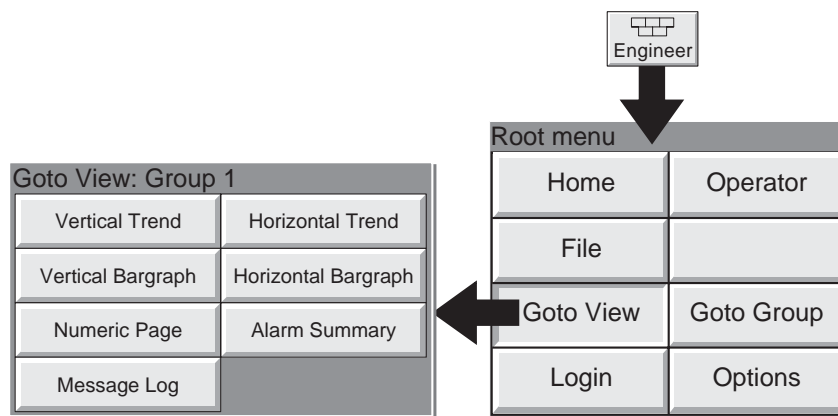 Engineer
Root menu
Home
Operator
File
Goto View
Goto Group
Login
Options
Goto View: Group 1
Vertical Trend
Horizontal Trend
Vertical Bargraph
Horizontal Bargraph
Numeric Page
Alarm Summary
Message Log